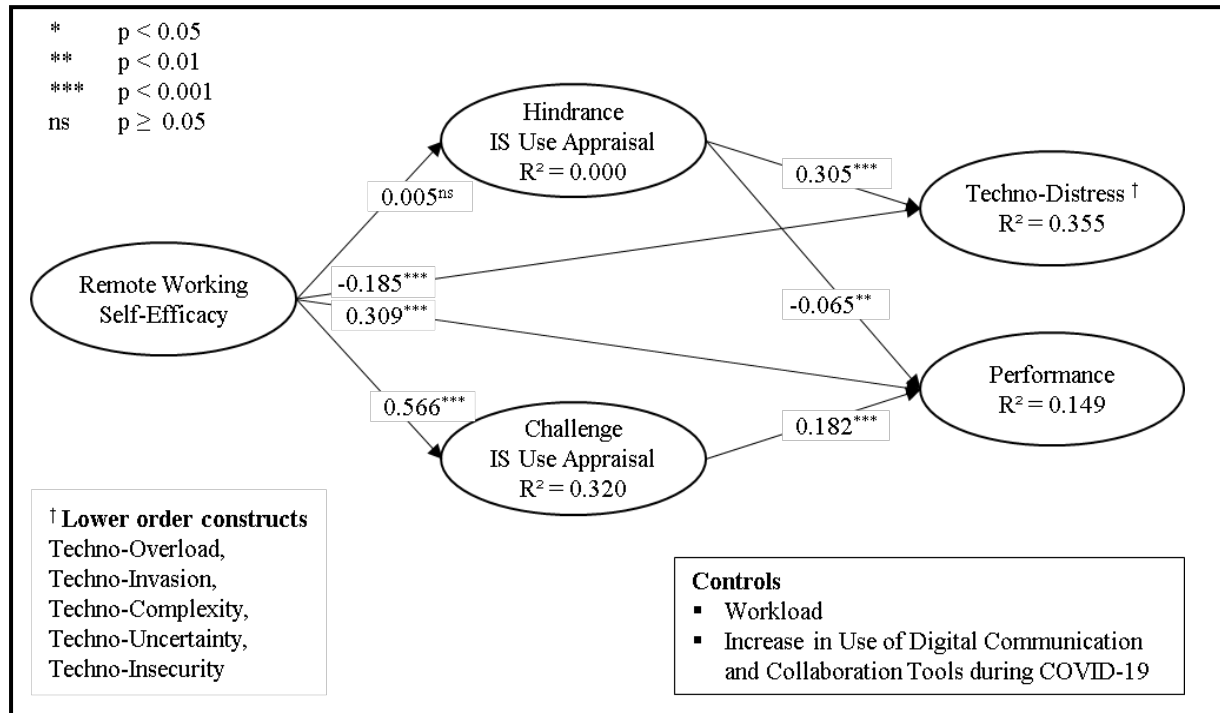 * p < 0.05
** p < 0.01
*** p < 0.001
ns p ≥ 0.05
Hindrance
IS Use Appraisal
R² = 0.000
0.305***
0.005ns
Techno-Distress †
R² = 0.355
Remote Working
Self-Efficacy
-0.185***
0.309***
-0.065**
0.566***
Challenge
IS Use Appraisal
R² = 0.320
0.182***
Performance
R² = 0.149
† Lower order constructs
Techno-Overload,
Techno-Invasion,
Techno-Complexity,
Techno-Uncertainty,
Techno-Insecurity
Controls
▪ Workload
▪ Increase in Use of Digital Communication
and Collaboration Tools during COVID-19